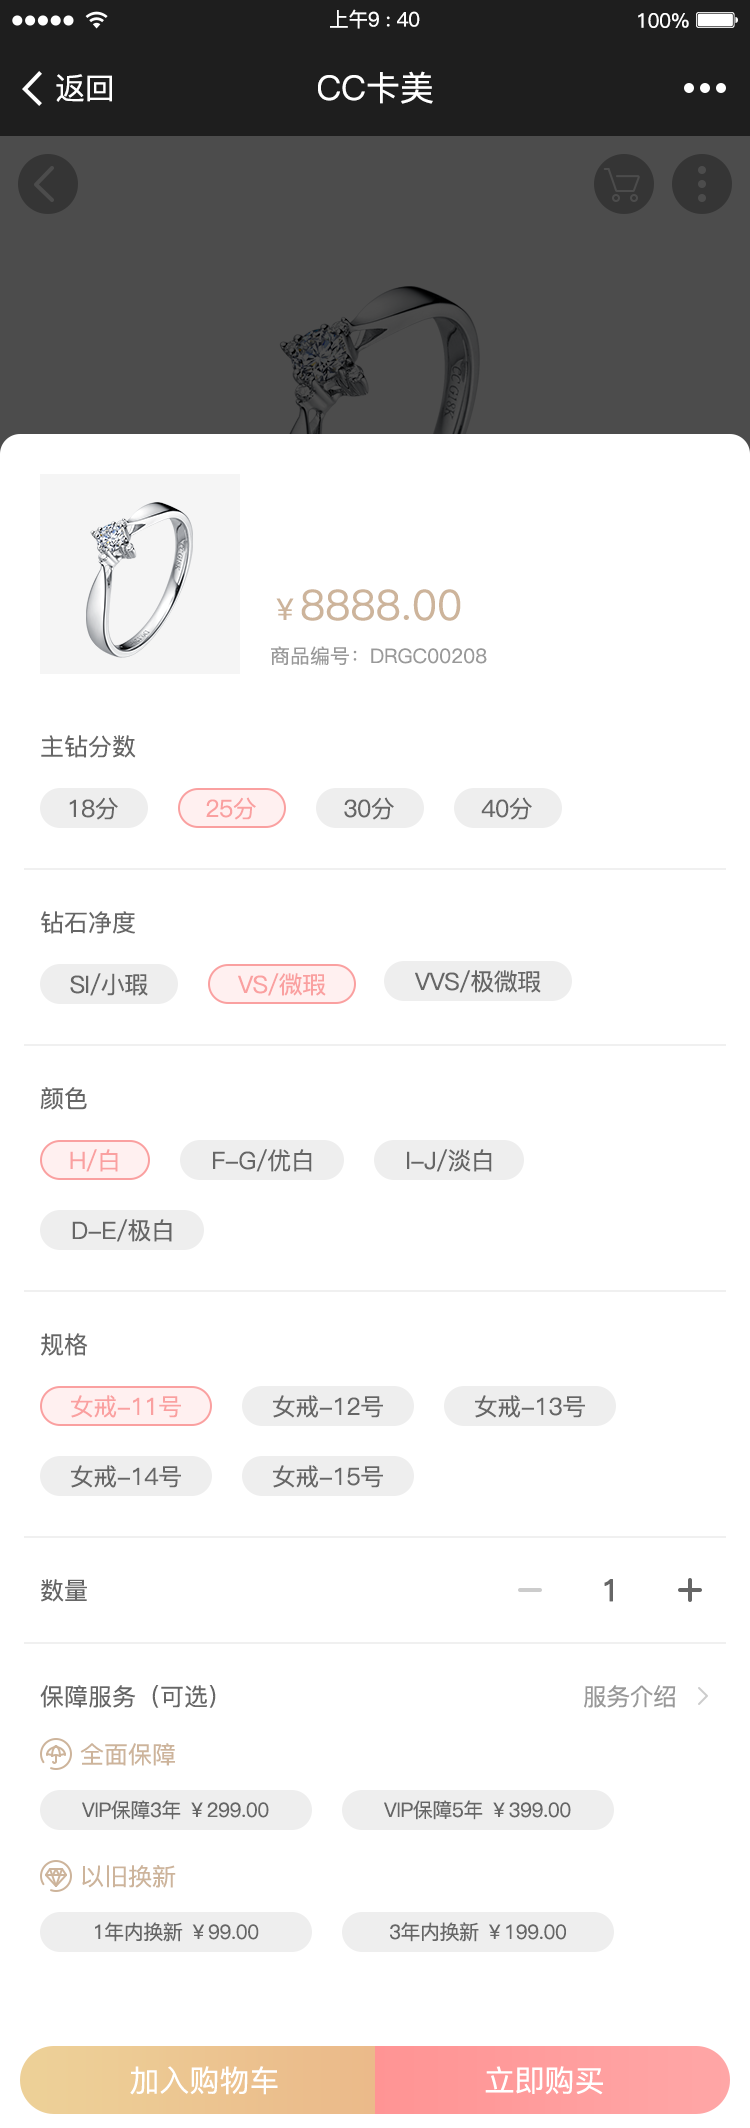 上午9 : 40
100%
返回
CC卡美
¥8888.00
商品编号：DRGC00208
主钻分数
18分 25分 30分 40分
钻石净度
SI/小瑕 VS/微瑕 VVS/极微瑕
颜色
H/白 F–G/优白 I–J/淡白
D–E/极白
规格
女戒–11号 女戒–12号 女戒–13号
女戒–14号 女戒–15号
数量 1
保障服务（可选） 服务介绍
全面保障
VIP保障3年 ¥299.00 VIP保障5年 ¥399.00
以旧换新
1年内换新 ¥99.00 3年内换新 ¥199.00
加入购物车 立即购买